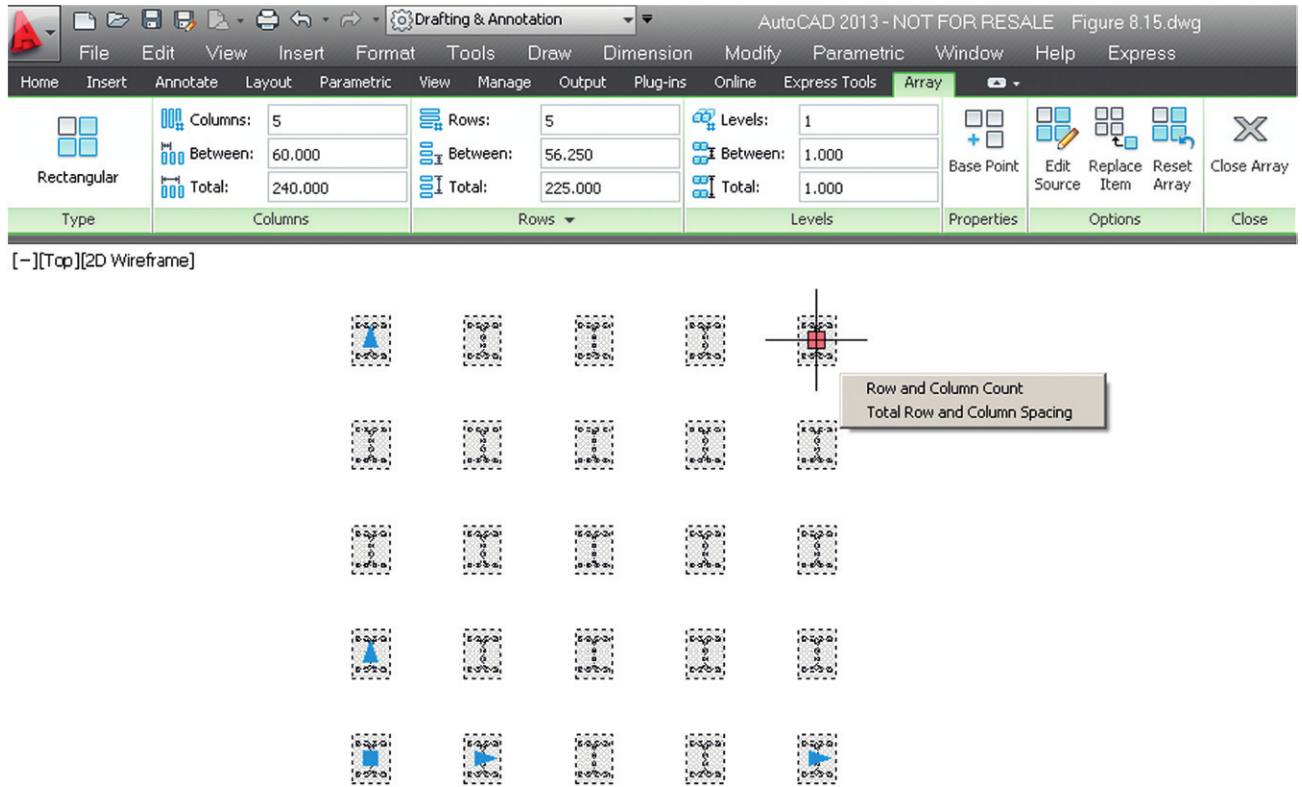 Drafting & Annotation AutoCAD 2013 - NOT FOR RESALE Figure 8.15.dwg
File Edit View Insert Format Tools Draw Dimension Modify Parametric Window Help Express
Home Insert Annotate Layout Parametric View Manage Output Plug-ins Online Express Tools Array
Columns: 5 Rows: 5 Levels: 1
Between: 60.000 Between: 56.250 Between: 1.000
Total: 240.000 Total: 225.000 Total: 1.000
Rectangular Base Point Edit Source Replace Item Reset Array Close Array
Type Columns Rows Levels Properties Options Close
[−][Top][2D Wireframe]
Row and Column Count
Total Row and Column Spacing